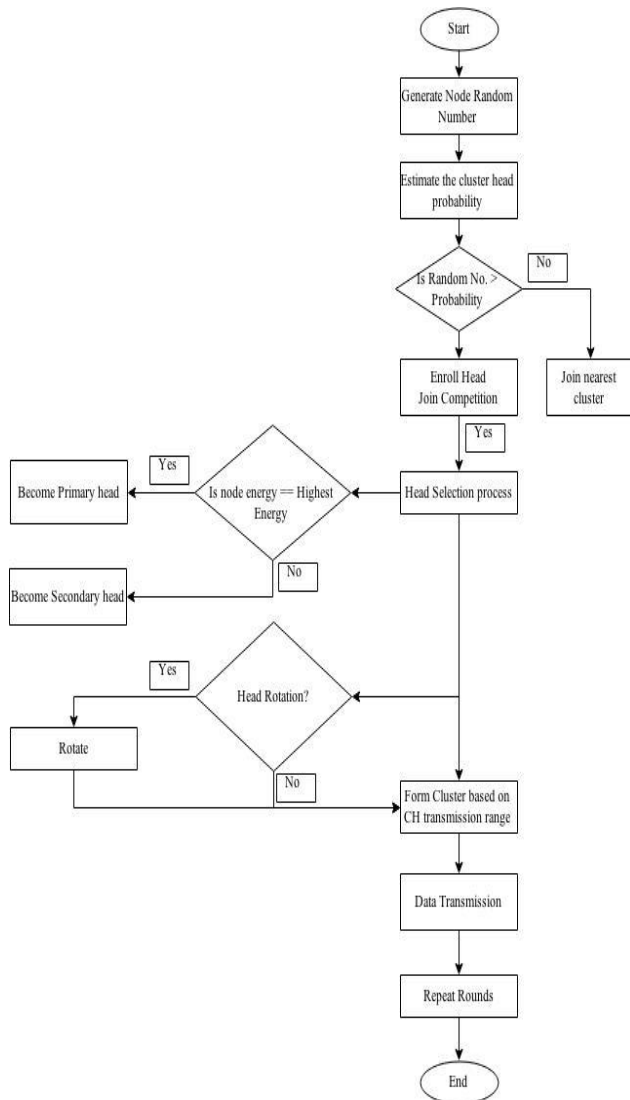 Start
Generate Node Random
Number
Estimate the cluster head
probability
Is Random No. >
Probability
No
Enroll Head
Join Competition
Join nearest
cluster
Yes
Head Selection process
Is node energy == Highest
Energy
Yes
Become Primary head
No
Become Secondary head
Head Rotation?
Yes
Rotate
No
Form Cluster based on
CH transmission range
Data Transmission
Repeat Rounds
End